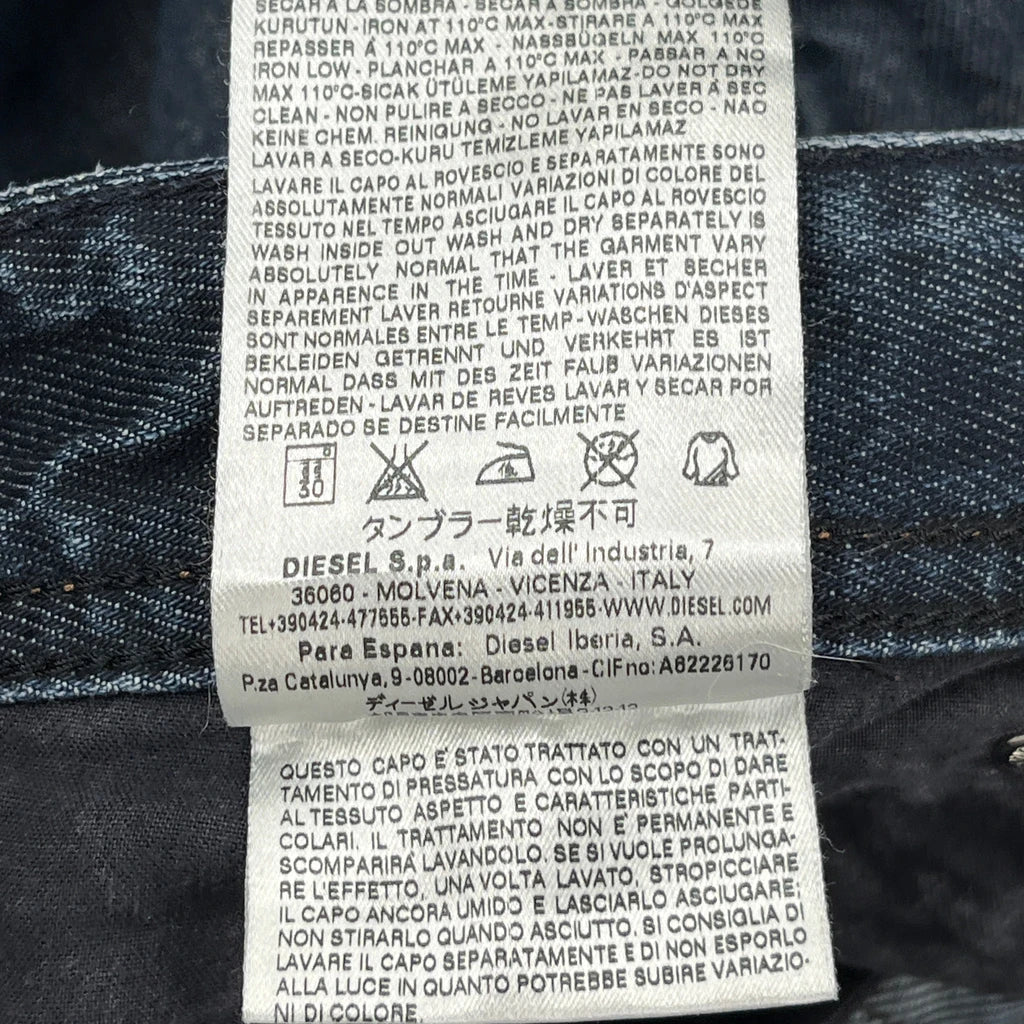 SECAR A LA SOMBRA - SECAR A SOMBRA - GOLGEDE
KURUTUN - IRON AT 110°C MAX - STIRARE A 110°C MAX
REPASSER Á 110°C MAX - NASSBÜGELN MAX 110°C
IRON LOW - PLANCHAR A 110°C MAX - PASSAR A NO
MAX 110°C-SICAK ÜTÜLEME YAPILAMAZ-DO NOT DRY
CLEAN - NON PULIRE A SECCO - NE PAS LAVER Á SEC
KEINE CHEM. REINIGUNG - NO LAVAR EN SECO - NAO
LAVAR A SECO-KURU TEMİZLEME YAPILAMAZ
LAVARE IL CAPO AL ROVESCIO E SEPARATAMENTE SONO
ASSOLUTAMENTE NORMALI VARIAZIONI DI COLORE DEL
TESSUTO NEL TEMPO ASCIUGARE IL CAPO AL ROVESCIO
WASH INSIDE OUT WASH AND DRY SEPARATELY IS
ABSOLUTELY NORMAL THAT THE GARMENT VARY
IN APPARENCE IN THE TIME - LAVER ET SECHER
SEPAREMENT LAVER RETOURNE VARIATIONS D'ASPECT
SONT NORMALES ENTRE LE TEMP - WASCHEN DIESES
BEKLEIDEN GETRENNT UND VERKEHRT ES IST
NORMAL DASS MIT DES ZEIT FAUB VARIAZIONEN
AUFTREDEN - LAVAR DE REVES LAVAR Y SECAR POR
SEPARADO SE DESTINE FACILMENTE
30
タンブラー乾燥不可
DIESEL S.p.a. Via dell' Industria, 7
36060 - MOLVENA - VICENZA - ITALY
TEL+390424-477555-FAX+390424-411955-WWW.DIESEL.COM
Para Espana: Diesel Iberia, S.A.
P.za Catalunya, 9-08002-Barcelona-CIF no: A62226170
ディーゼル ジャパン(株)
QUESTO CAPO E' STATO TRATTATO CON UN TRAT-
TAMENTO DI PRESSATURA CON LO SCOPO DI DARE
AL TESSUTO ASPETTO E CARATTERISTICHE PARTI-
COLARI. IL TRATTAMENTO NON E' PERMANENTE E
SCOMPARIRA' LAVANDOLO. SE SI VUOLE PROLUNGA-
RE L'EFFETTO, UNA VOLTA LAVATO, STROPICCIARE
IL CAPO ANCORA UMIDO E LASCIARLO ASCIUGARE;
NON STIRARLO QUANDO ASCIUTTO. SI CONSIGLIA DI
LAVARE IL CAPO SEPARATAMENTE E DI NON ESPORLO
ALLA LUCE IN QUANTO POTREBBE SUBIRE VARIAZIO-
NI DI COLORE.